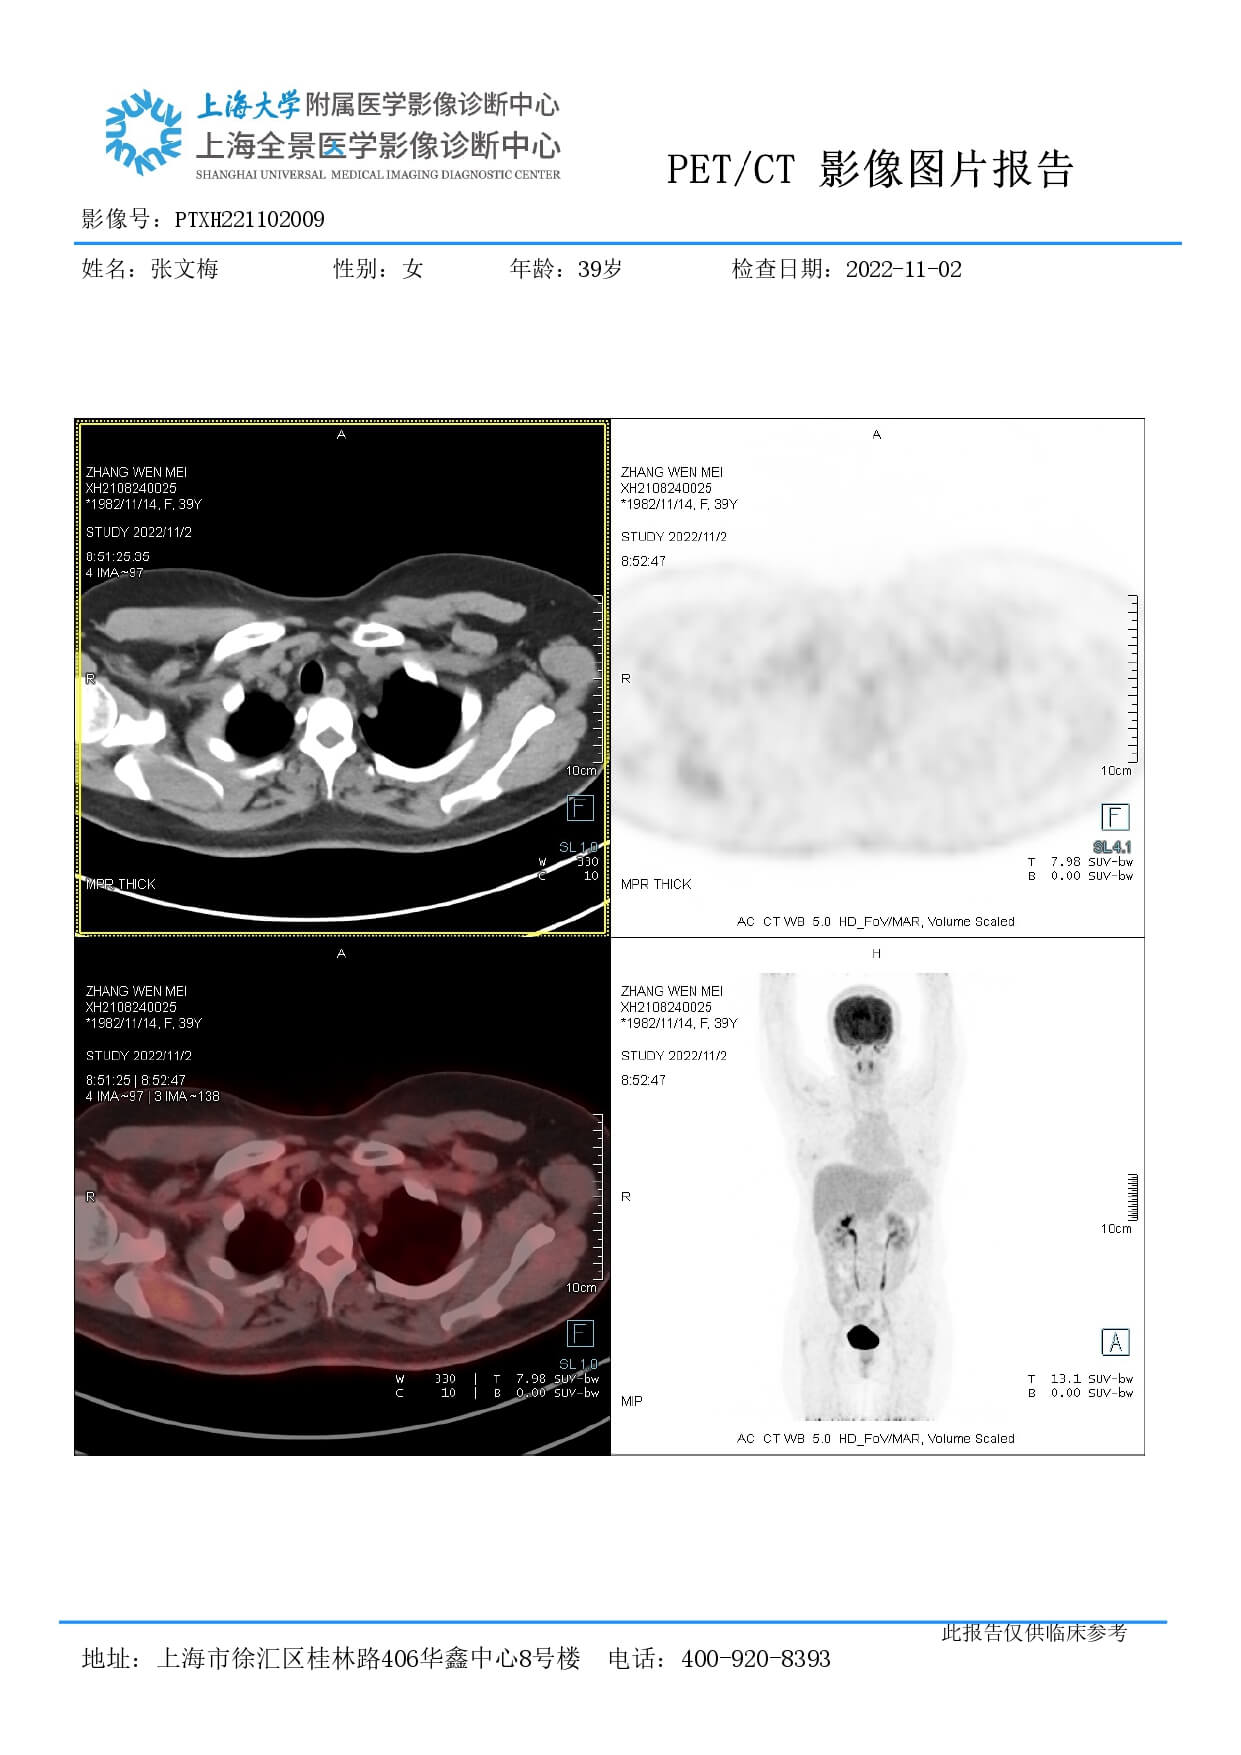 上海大学附属医学影像诊断中心
上海全景医学影像诊断中心
SHANGHAI UNIVERSAL MEDICAL IMAGING DIAGNOSTIC CENTER
PET/CT 影像图片报告
影像号：PTXH221102009
姓名：张文梅 性别：女 年龄：39岁 检查日期：2022-11-02
A
ZHANG WEN MEI
XH2108240025
*1982/11/14, F, 39Y
STUDY 2022/11/2
8:51:25.35
4 IMA~97
R
10cm
F
SL 1.0
W 330
C 10
MPR THICK
A
ZHANG WEN MEI
XH2108240025
*1982/11/14, F, 39Y
STUDY 2022/11/2
8:52:47
R
10cm
F
SL4.1
T 7.98 SUV-bw
B 0.00 SUV-bw
MPR THICK
AC CT WB 5.0 HD_FoV/MAR, Volume Scaled
A
ZHANG WEN MEI
XH2108240025
*1982/11/14, F, 39Y
STUDY 2022/11/2
8:51:25 | 8:52:47
4 IMA~97 | 3 IMA~138
R
10cm
F
SL 1.0
W 330 | T 7.98 SUV-bw
C 10 | B 0.00 SUV-bw
H
ZHANG WEN MEI
XH2108240025
*1982/11/14, F, 39Y
STUDY 2022/11/2
8:52:47
R
10cm
A
T 13.1 SUV-bw
B 0.00 SUV-bw
MIP
AC CT WB 5.0 HD_FoV/MAR, Volume Scaled
此报告仅供临床参考
地址：上海市徐汇区桂林路406华鑫中心8号楼 电话：400-920-8393